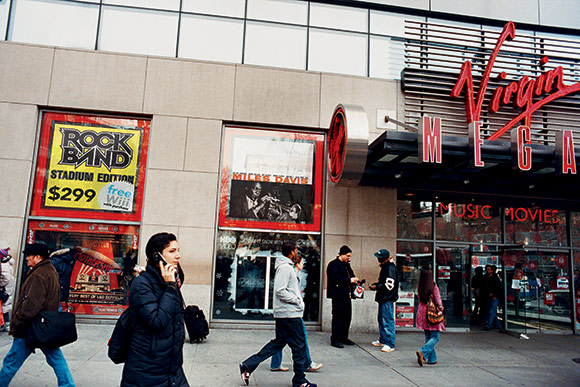 ROCK
BAND
STADIUM EDITION
$299
free
Wii
MILES DAVIS
Virgin
MEGA
MUSIC MOVIES